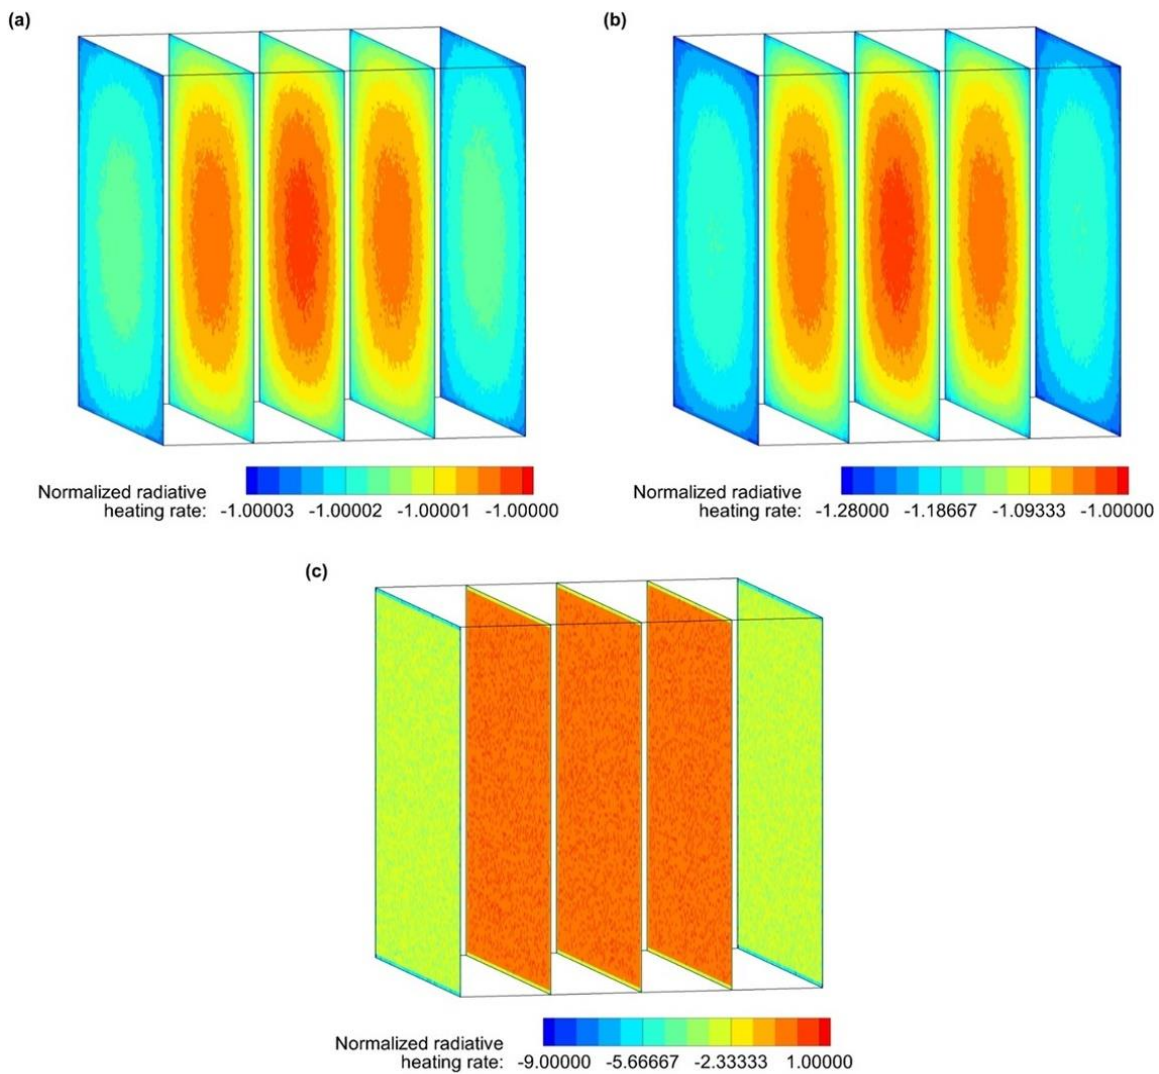 (a)
(b)
Normalized radiative
heating rate: -1.00003 -1.00002 -1.00001 -1.00000
Normalized radiative
heating rate: -1.28000 -1.18667 -1.09333 -1.00000
(c)
Normalized radiative
heating rate: -9.00000 -5.66667 -2.33333 1.00000